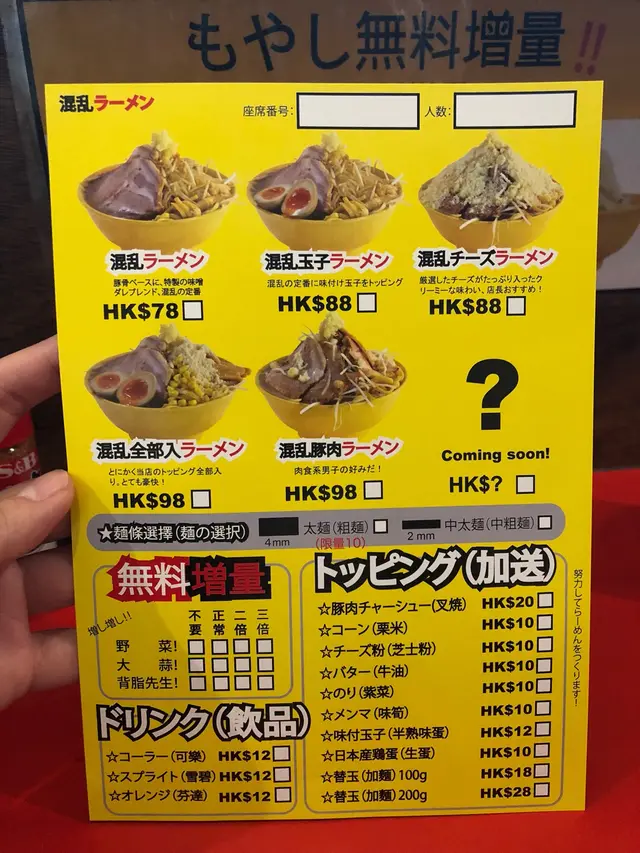 もやし無料増量!!
混乱ラーメン
座席番号:
人数:
混乱ラーメン
豚骨ベースに、特製の味噌
ダレブレンド、混乱の定番
HK$78
混乱玉子ラーメン
混乱の定番に味付け玉子をトッピング
HK$88
混乱チーズラーメン
厳選したチーズがたっぷり入ったク
リーミーな味わい、店長おすすめ!
HK$88
混乱全部入ラーメン
とにかく当店のトッピング全部入
り。とても豪快!
HK$98
混乱豚肉ラーメン
肉食系男子の好みだ!
HK$98
?
Coming soon!
HK$?
★麺條選擇(麺の選択)
4mm
太麺(粗麺)
(限量10)
2mm
中太麺(中粗麺)
無料増量
増し増し!!
不要 正常 二倍 三倍
野 菜!
大 蒜!
背脂先生!
ドリンク(飲品)
☆コーラー(可樂) HK$12
☆スプライト(雪碧) HK$12
☆オレンジ(芬達) HK$12
トッピング(加送)
☆豚肉チャーシュー(叉焼) HK$20
☆コーン(栗米) HK$10
☆チーズ粉(芝士粉) HK$10
☆バター(牛油) HK$10
☆のり(紫菜) HK$10
☆メンマ(味筍) HK$10
☆味付玉子(半熟味蛋) HK$12
☆日本産鶏蛋(生蛋) HK$10
☆替玉(加麵)100g HK$18
☆替玉(加麵)200g HK$28
努力してらーめんをつくります!
S&B